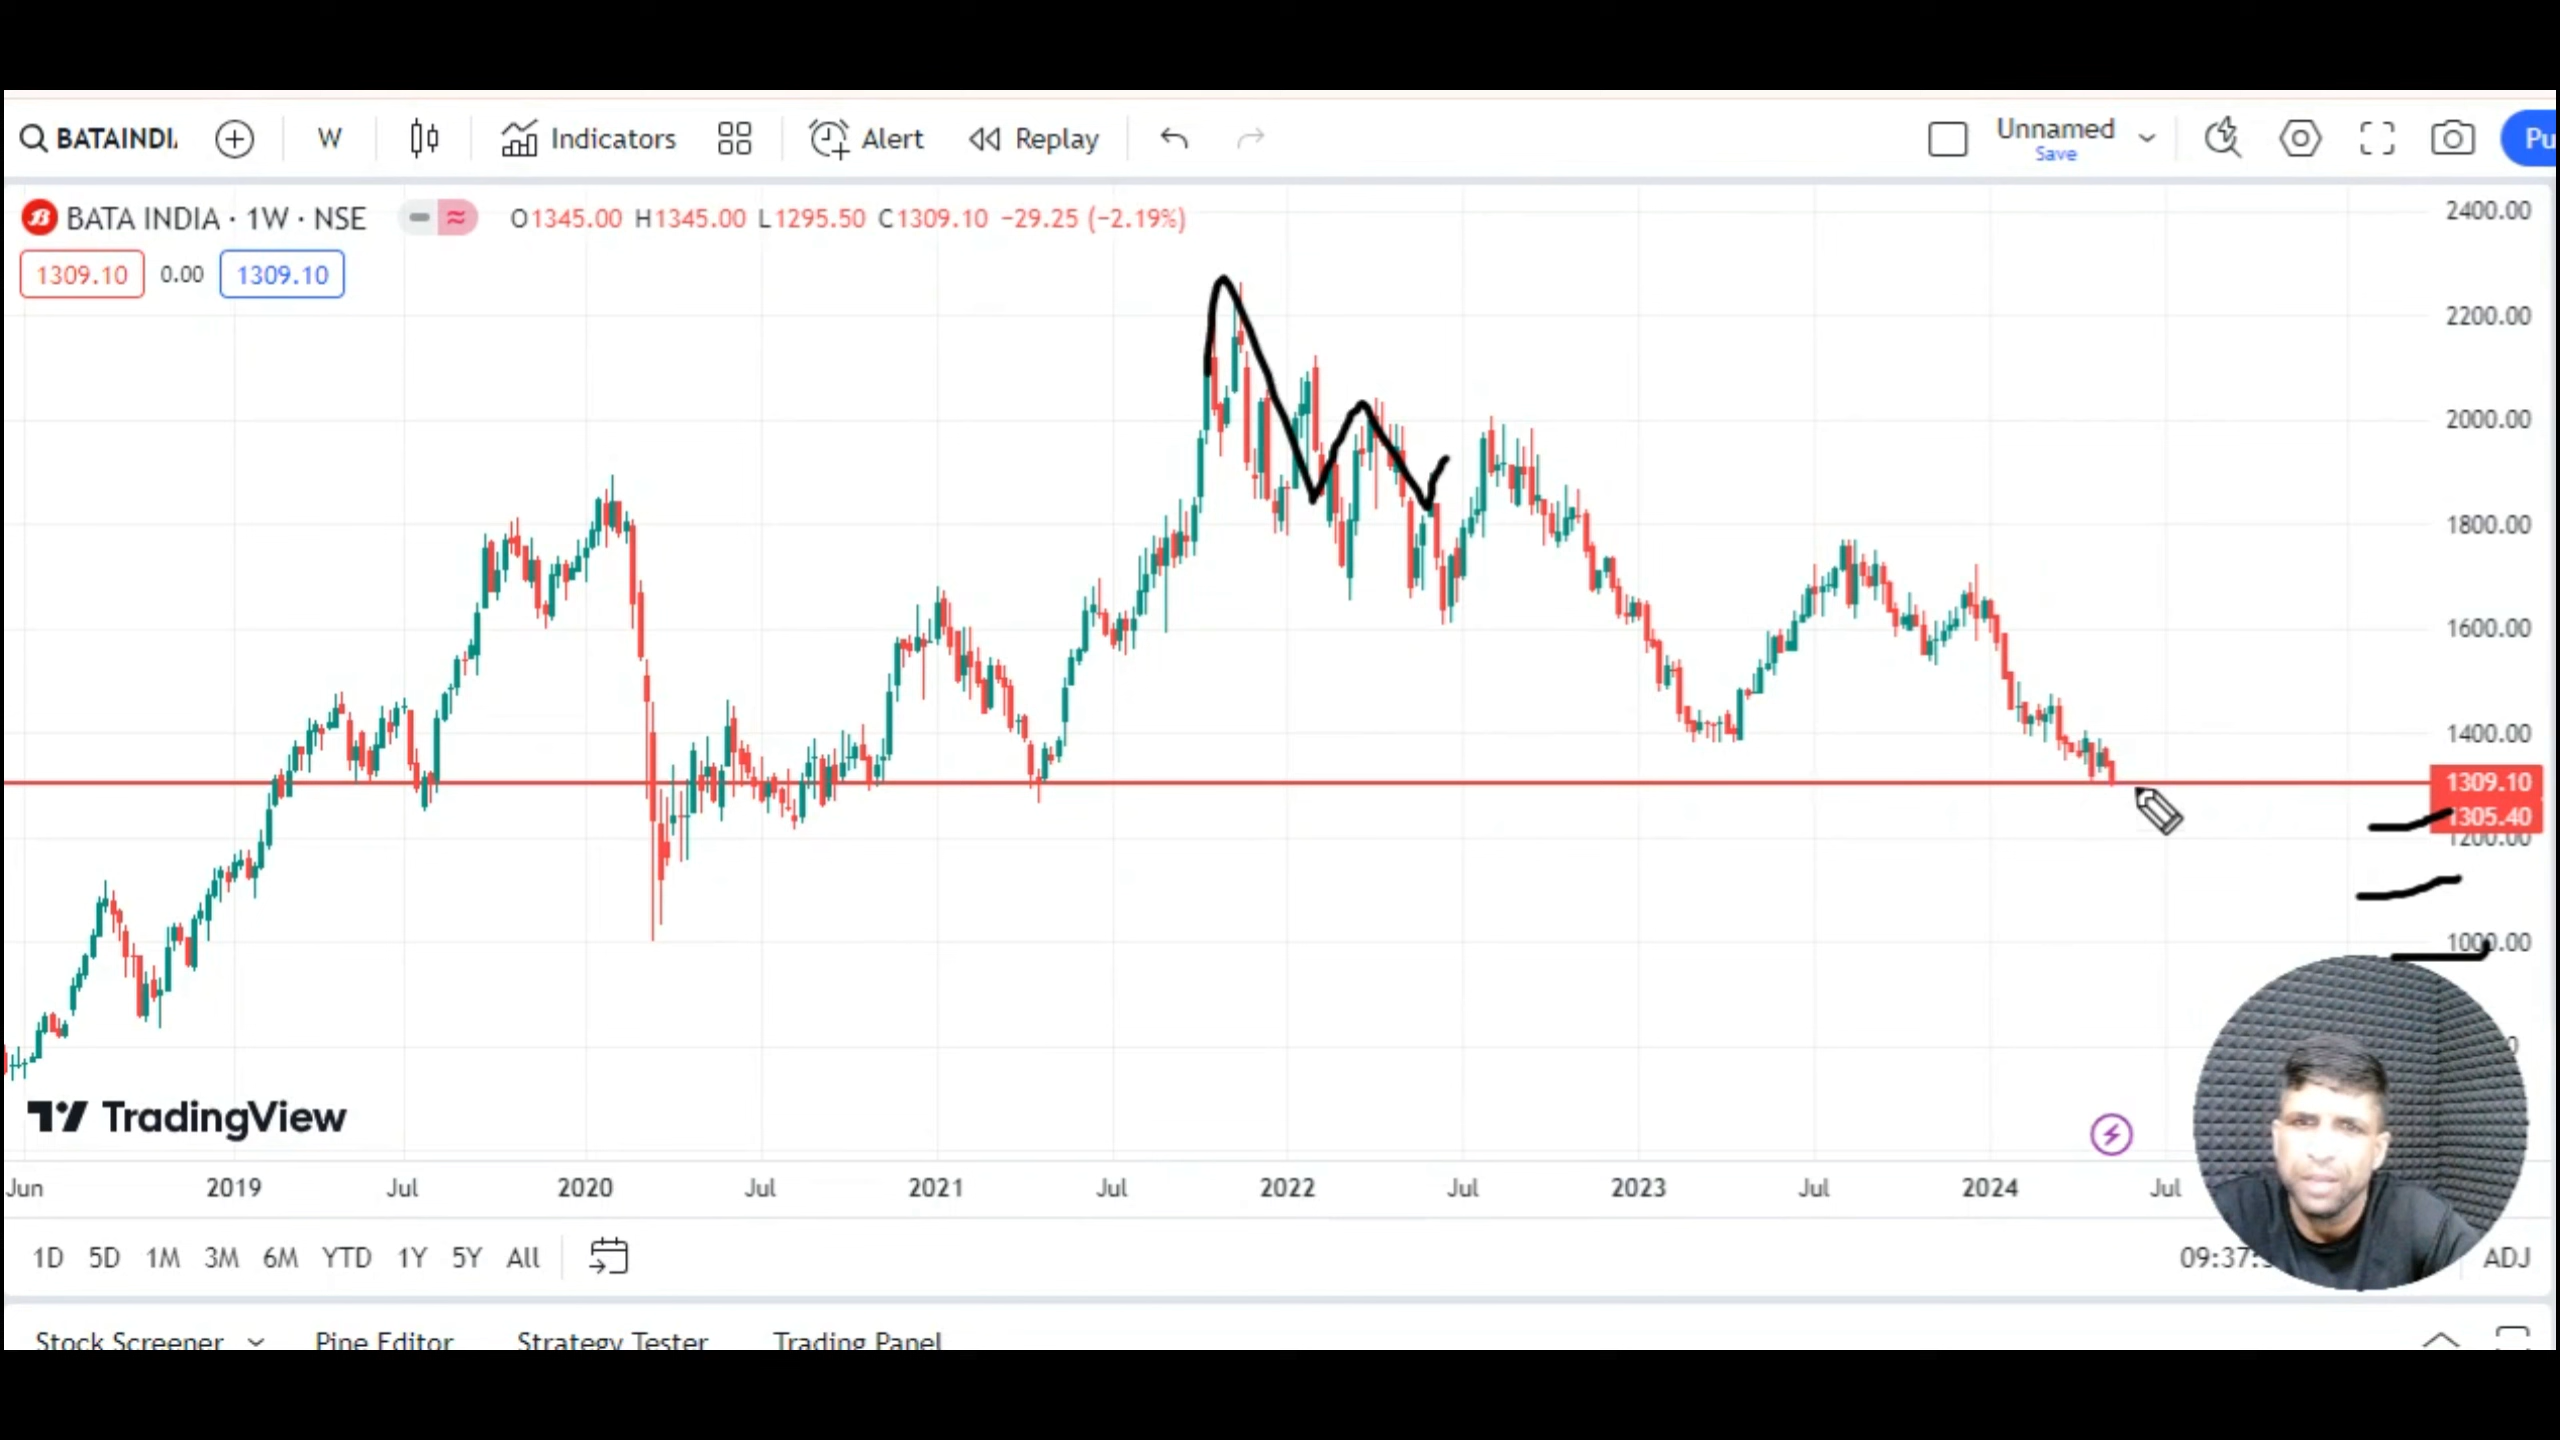 BATAINDI
W
Indicators
Alert
Replay
Unnamed
Save
Pu
BATA INDIA · 1W · NSE
O1345.00 H1345.00 L1295.50 C1309.10 −29.25 (−2.19%)
1309.10 0.00 1309.10
2400.00
2200.00
2000.00
1800.00
1600.00
1400.00
1309.10
1305.40
1200.00
1000.00
TradingView
Jun 2019 Jul 2020 Jul 2021 Jul 2022 Jul 2023 Jul 2024 Jul
1D 5D 1M 3M 6M YTD 1Y 5Y All
09:37: ADJ
Stock Screener Pine Editor Strategy Tester Trading Panel